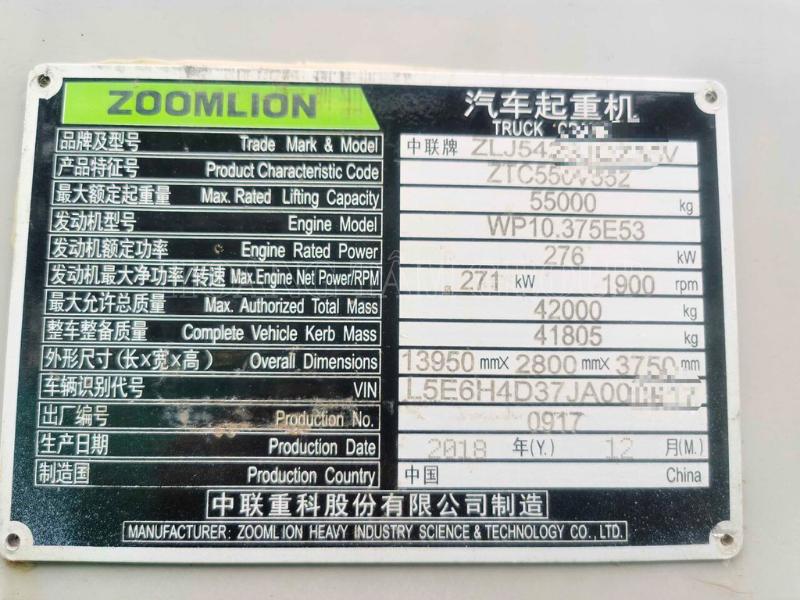 ZOOMLION 汽车起重机
TRUCK
品牌及型号 Trade Mark & Model 中联牌
产品特征号 Product Characteristic Code ZTC550V552
最大额定起重量 Max. Rated Lifting Capacity 55000 kg
发动机型号 Engine Model WP10.375E53
发动机额定功率 Engine Rated Power 276 kW
发动机最大净功率/转速 Max.Engine Net Power/RPM 271 kW 1900 rpm
最大允许总质量 Max. Authorized Total Mass 42000 kg
整车整备质量 Complete Vehicle Kerb Mass 41805 kg
外形尺寸(长×宽×高) Overall Dimensions 13950 mmX 2800 mmX 3750 mm
车辆识别代号 VIN
出厂编号 Production No. 0917
生产日期 Production Date 2018 年(Y.) 12 月(M.)
制造国 Production Country 中国 China
中联重科股份有限公司制造
MANUFACTURER: ZOOMLION HEAVY INDUSTRY SCIENCE & TECHNOLOGY CO., LTD.